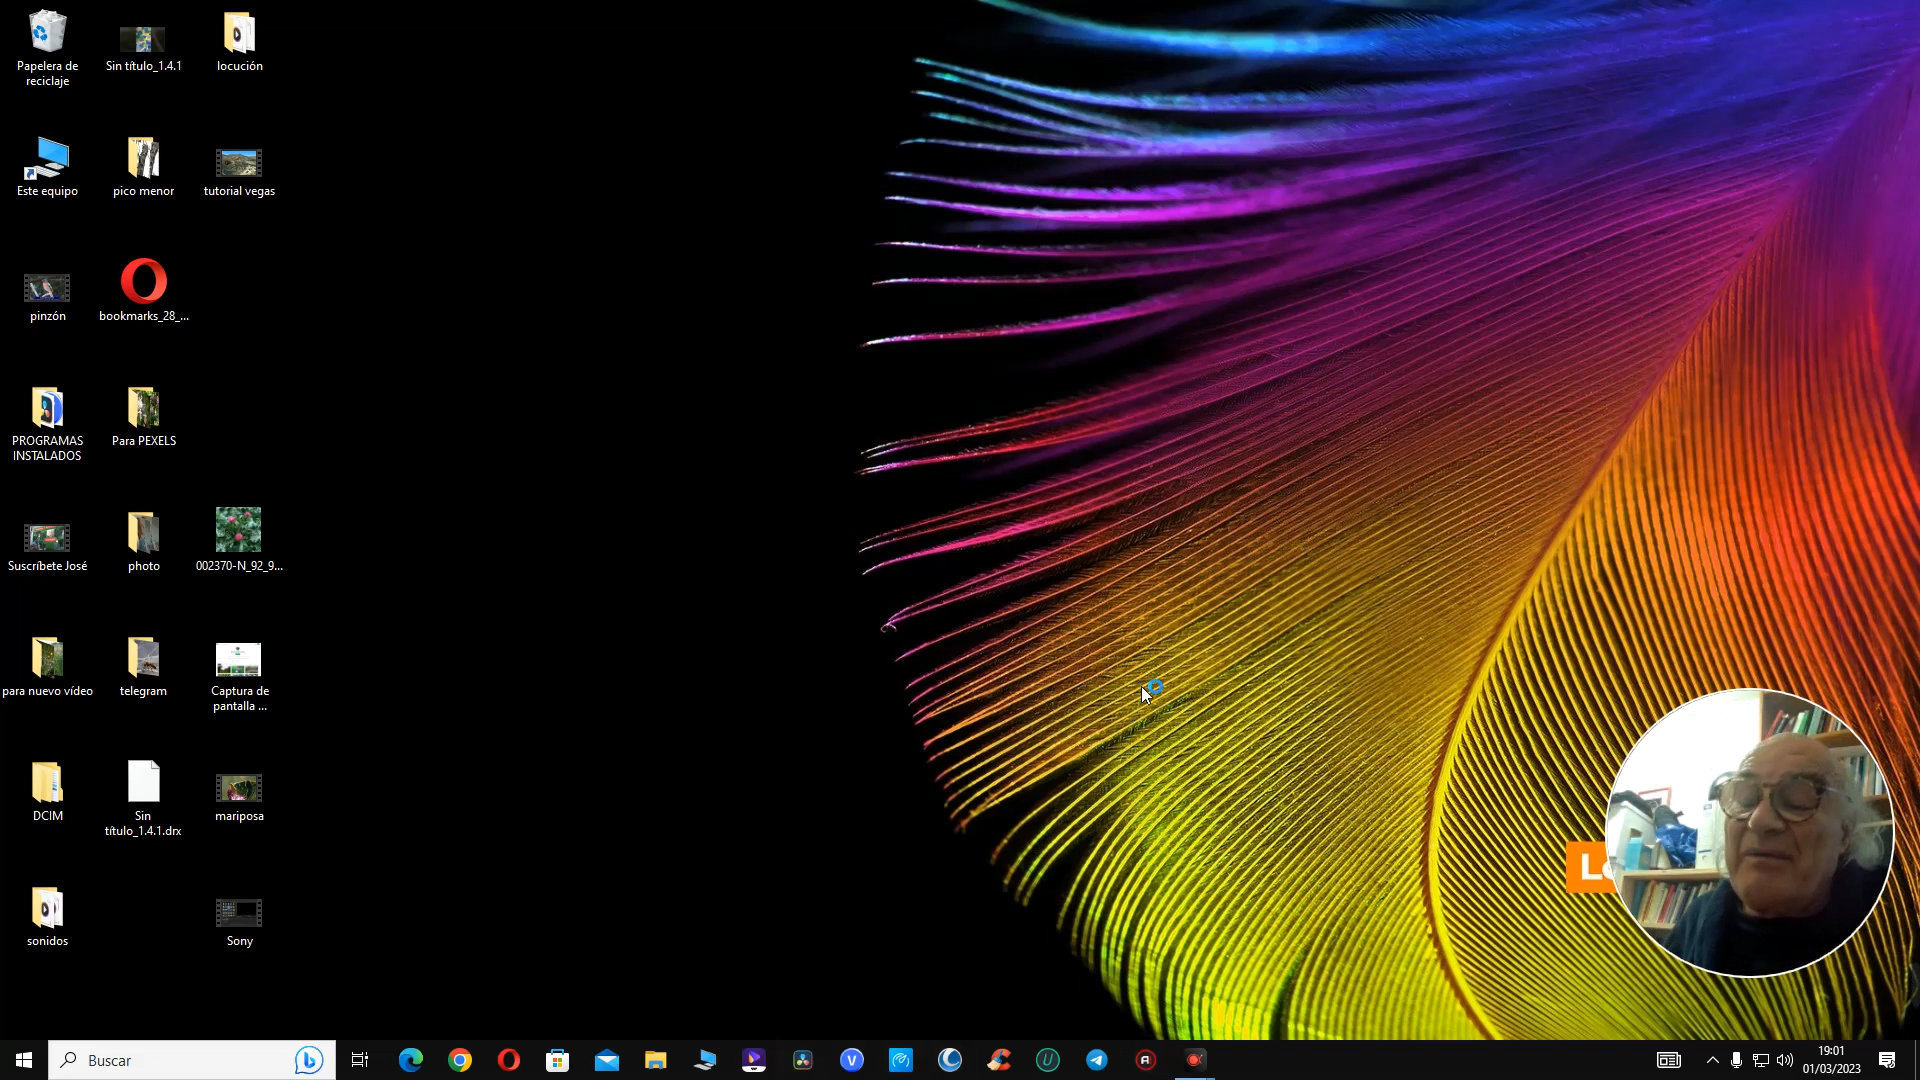 Papelera de
reciclaje
Sin título_1.4.1
locución
Este equipo
pico menor
tutorial vegas
pinzón
bookmarks_28_...
PROGRAMAS
INSTALADOS
Para PEXELS
Suscríbete José
photo
002370-N_92_9...
para nuevo vídeo
telegram
Captura de
pantalla ...
DCIM
Sin
título_1.4.1.drx
mariposa
sonidos
Sony
Buscar
19:01
01/03/2023